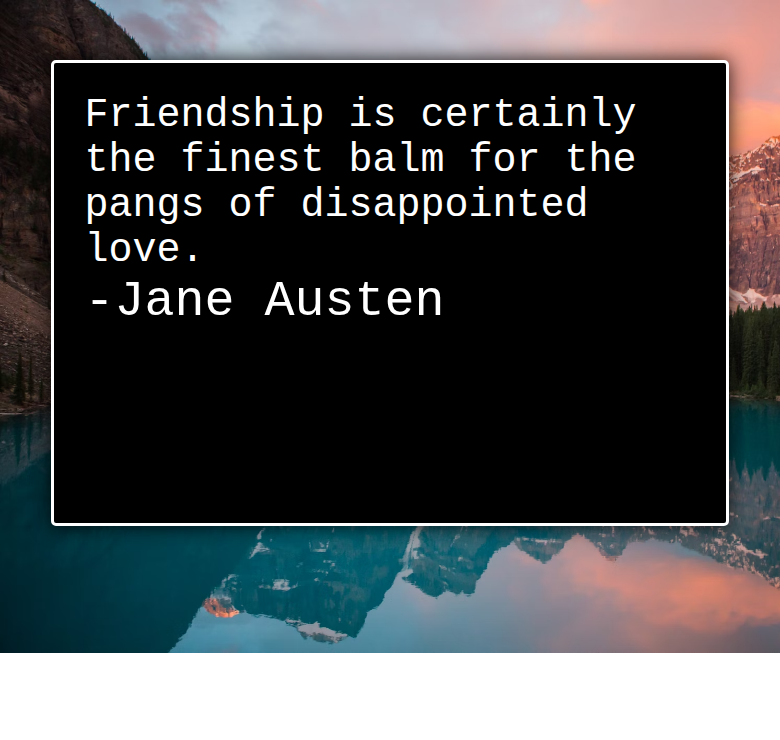 Friendship is certainly
the finest balm for the
pangs of disappointed
love.
-Jane Austen